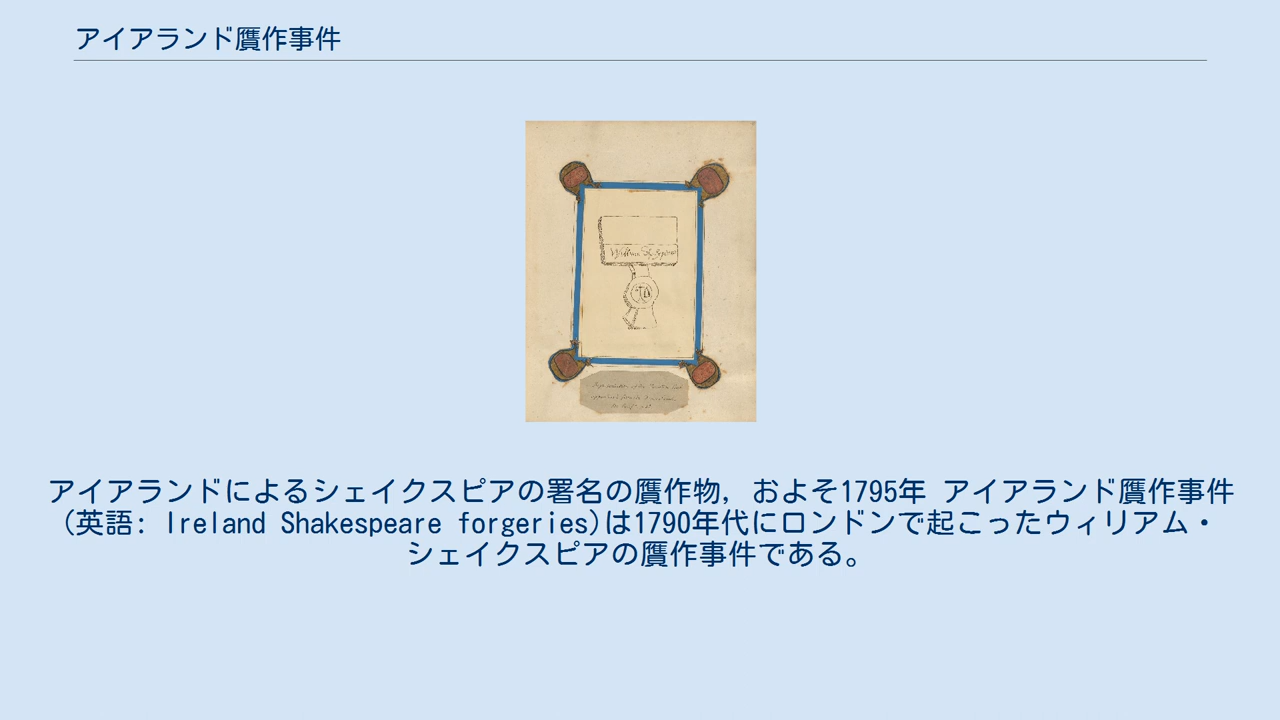 アイアランド贋作事件
アイアランドによるシェイクスピアの署名の贋作物, およそ1795年 アイアランド贋作事件
(英語: Ireland Shakespeare forgeries)は1790年代にロンドンで起こったウィリアム・
シェイクスピアの贋作事件である。